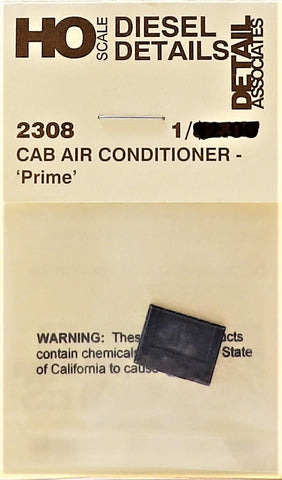 HO SCALE DIESEL DETAILS
DETAIL ASSOCIATES
2308 1/
CAB AIR CONDITIONER -
'Prime'
WARNING: Thes cts
contain chemical State
of California to cause